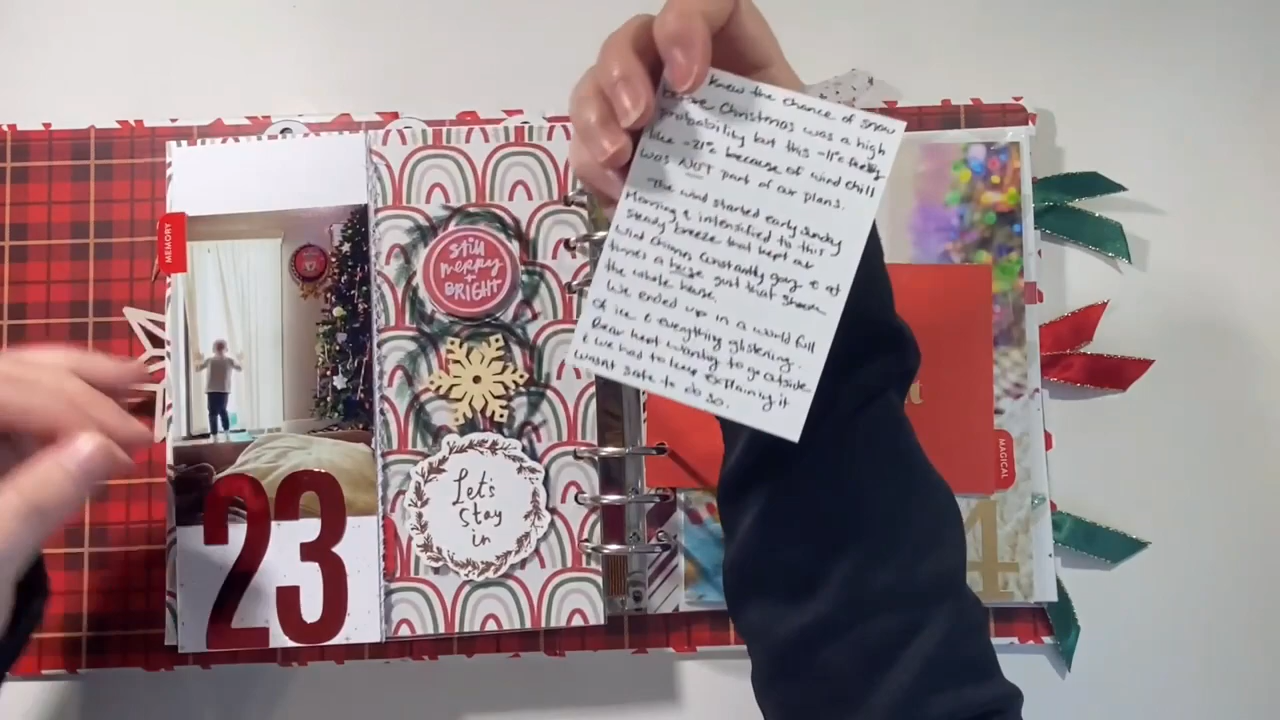 MEMORY
23
Still
merry
+
BRIGHT
Let's
stay
in
Knew the chance of snow
before Christmas was a high
probability but this -11°c feeling
like -21°c because of wind chill
was NOT part of our plans.
The wind started early Sunday
Morning & intensified to this
steady breeze that kept our
wind chimes constantly going & at
times a huge gust that shook
the whole house.
We ended up in a world full
of ice & everything glistening.
kept wanting to go outside
& we had to keep explaining it
wasnt safe to do so.
MAGICAL
4